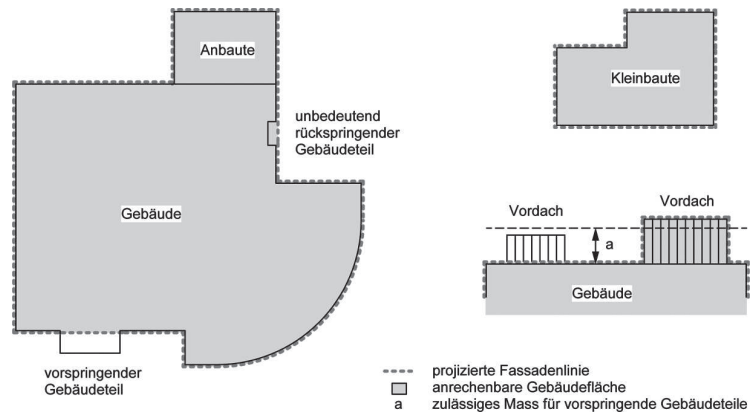 Anbaute
unbedeutend
rückspringender
Gebäudeteil
Gebäude
vorspringender
Gebäudeteil
Kleinbaute
Vordach
Vordach
a
Gebäude
projizierte Fassadenlinie
anrechenbare Gebäudefläche
a zulässiges Mass für vorspringende Gebäudeteile